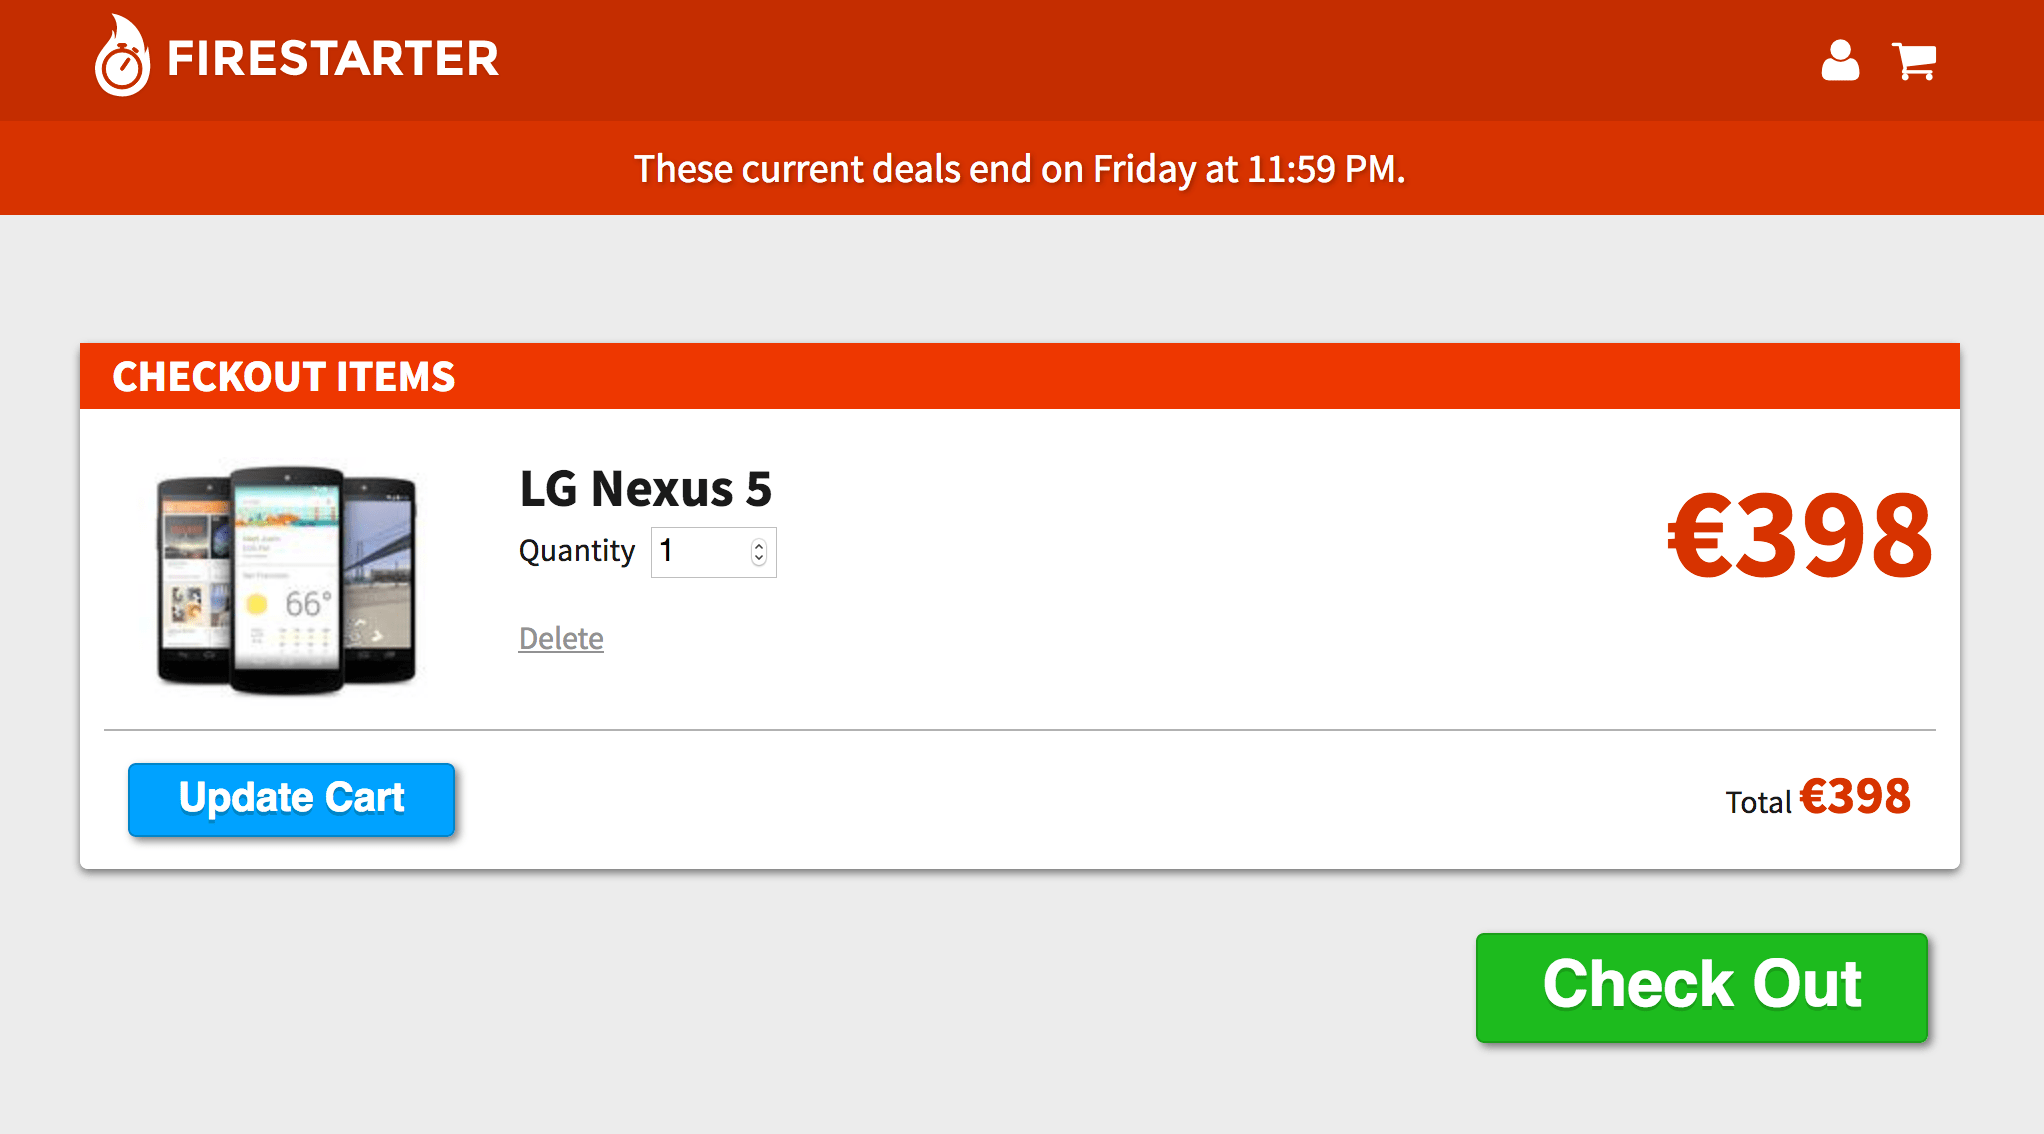 FIRESTARTER
These current deals end on Friday at 11:59 PM.
CHECKOUT ITEMS
LG Nexus 5
€398
Quantity 1
66°
Delete
Update Cart
Total €398
Check Out